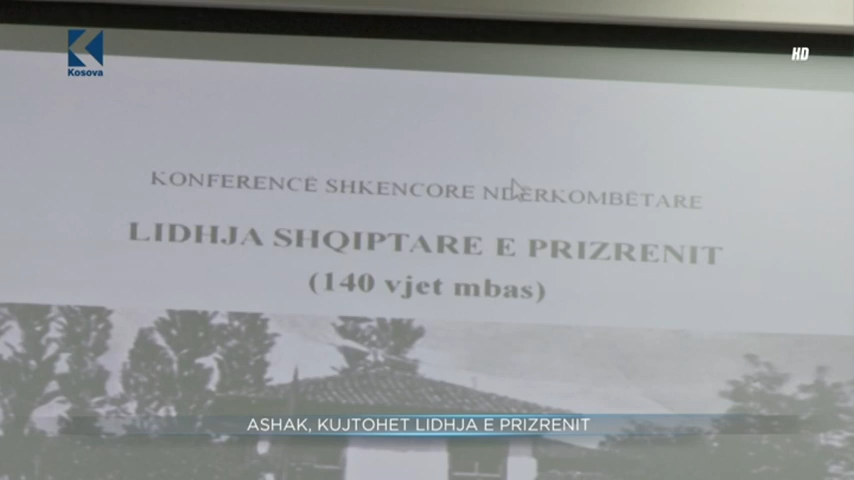 Kosova
HD
KONFERENCË SHKENCORE NDËRKOMBËTARE
LIDHJA SHQIPTARE E PRIZRENIT
(140 vjet mbas)
ASHAK, KUJTOHET LIDHJA E PRIZRENIT